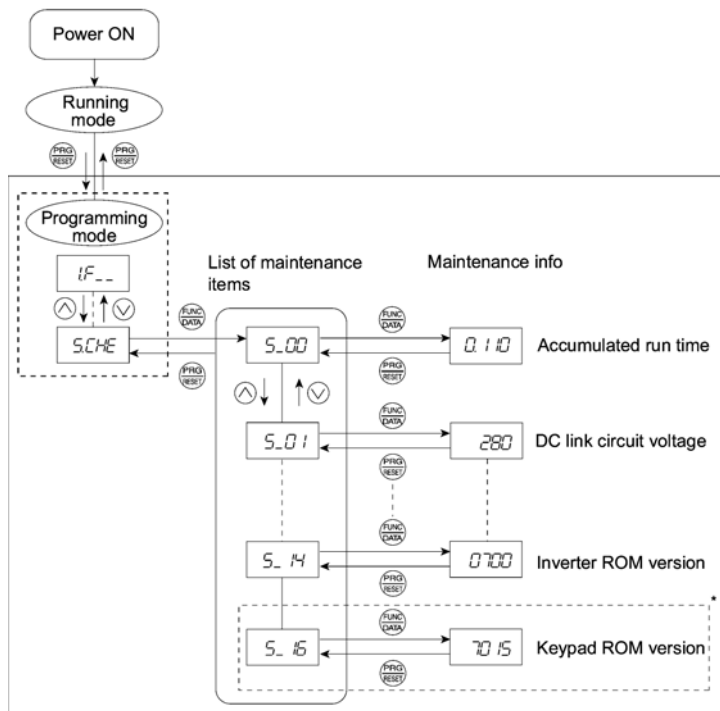 Power ON
Running
mode
PRG
RESET
PRG
RESET
Programming
mode
1.F_ _
List of maintenance
items
Maintenance info
FUNC
DATA
FUNC
DATA
5.CHE
5_00
0.110
Accumulated run time
PRG
RESET
PRG
RESET
FUNC
DATA
5_01
280
DC link circuit voltage
PRG
RESET
FUNC
DATA
5_14
0700
Inverter ROM version
PRG
RESET
*
FUNC
DATA
5_16
7015
Keypad ROM version
PRG
RESET